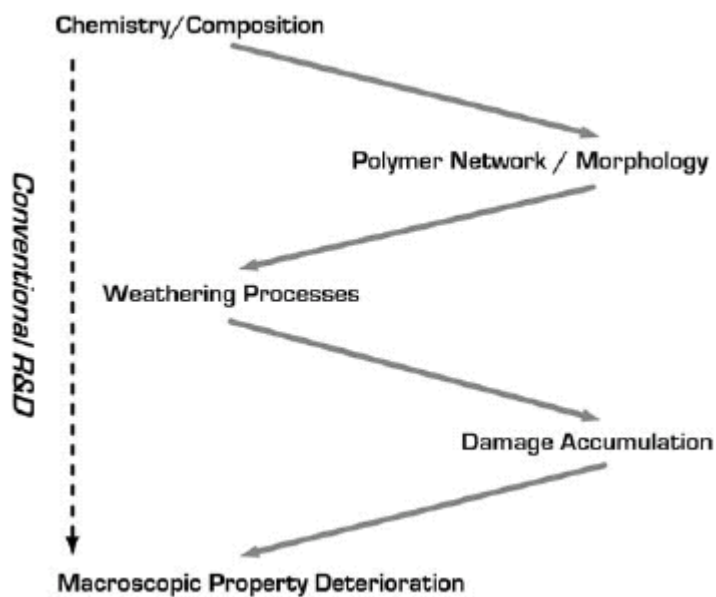 Chemistry/Composition
Polymer Network / Morphology
Conventional R&D
Weathering Processes
Damage Accumulation
Macroscopic Property Deterioration